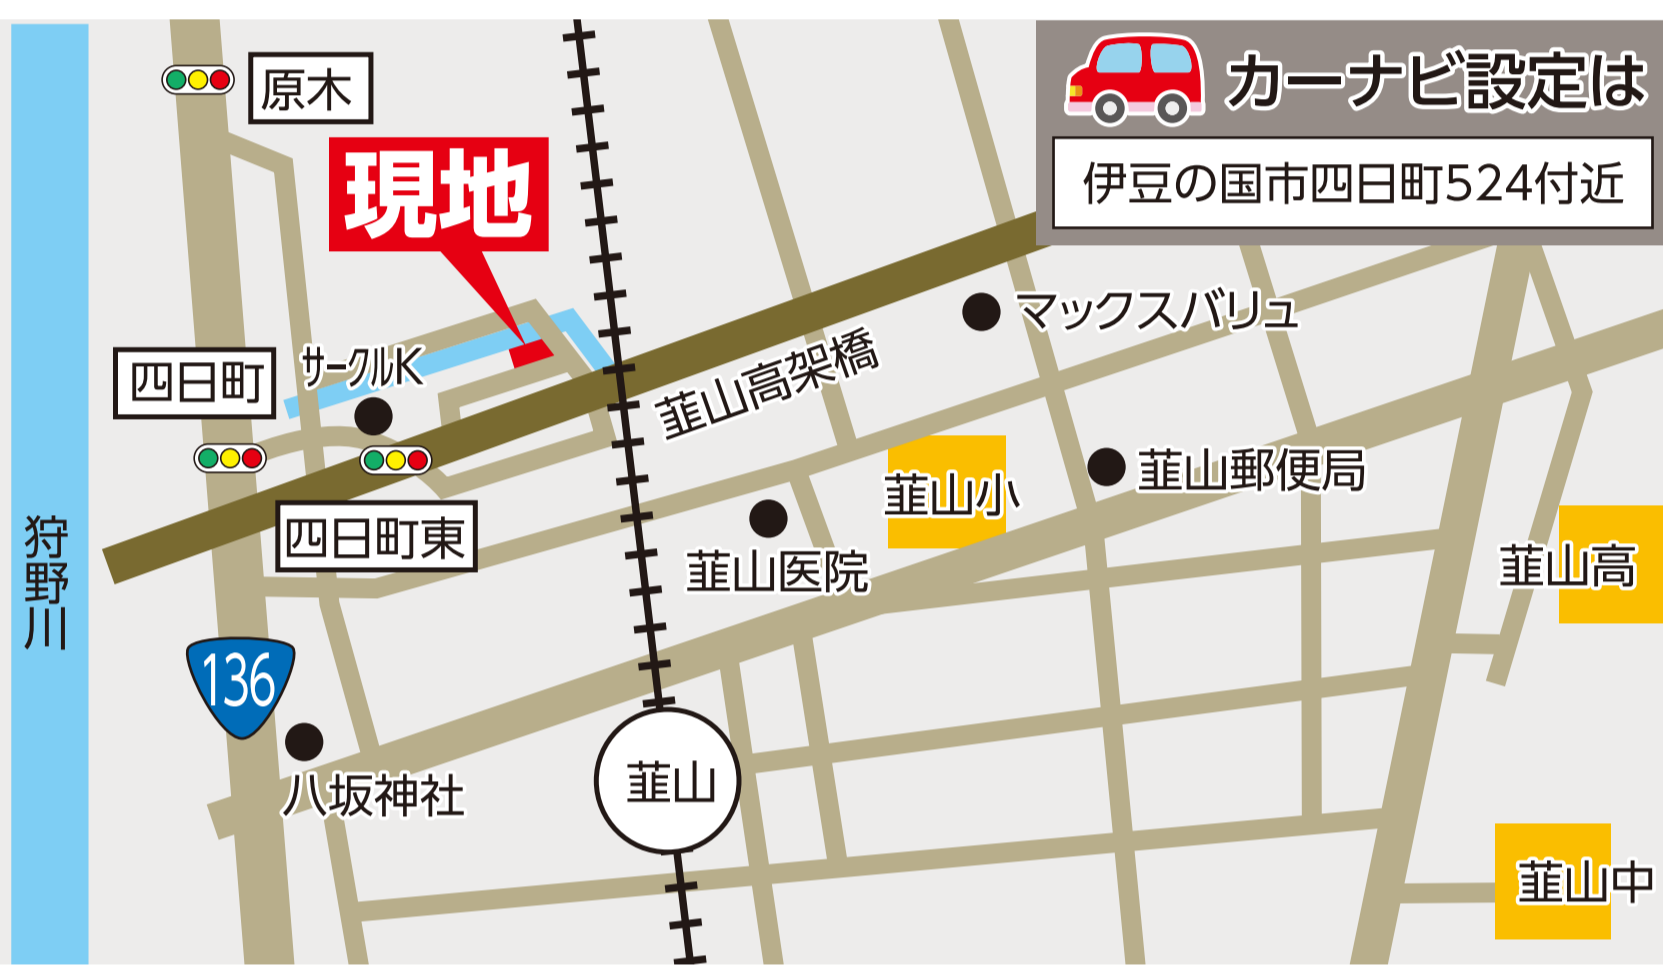 カーナビ設定は
伊豆の国市四日町524付近
原木
現地
マックスバリュ
四日町
サークルK
韮山高架橋
韮山小
韮山郵便局
四日町東
韮山医院
韮山高
狩野川
136
八坂神社
韮山
韮山中